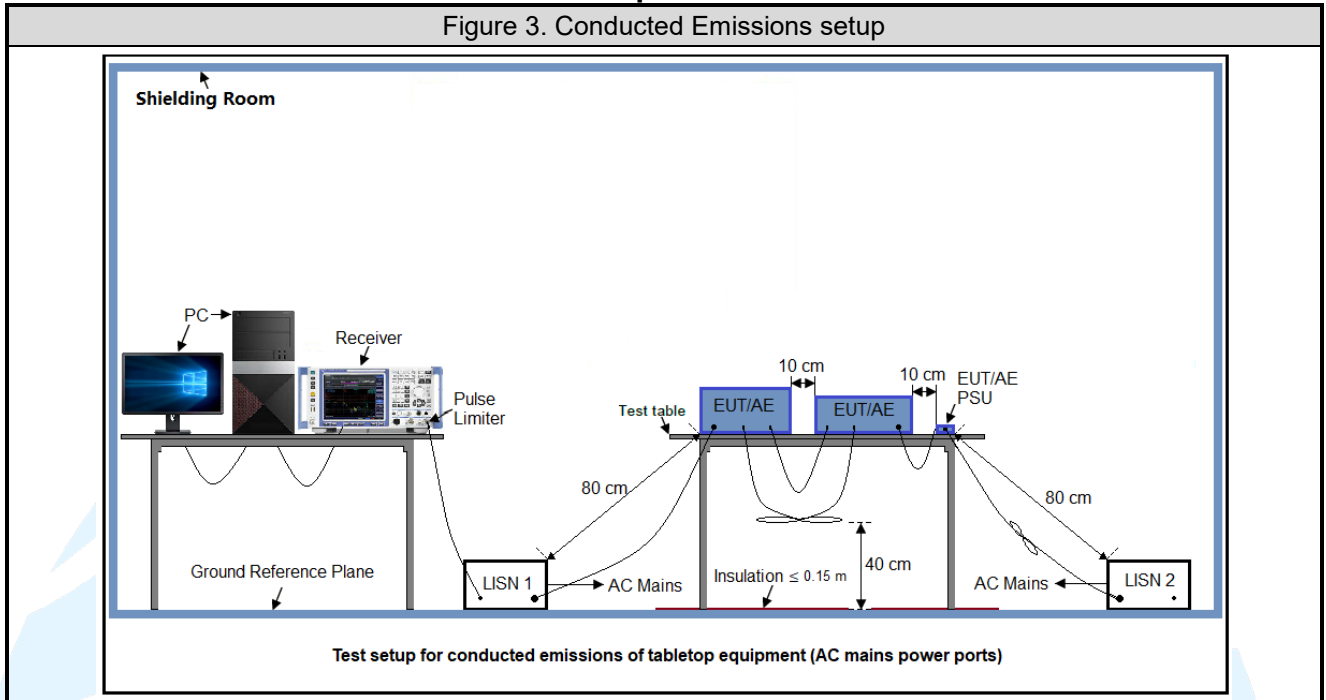 Figure 3. Conducted Emissions setup
Shielding Room
PC
Receiver
Pulse
Limiter
10 cm
10 cm
EUT/AE
PSU
EUT/AE
EUT/AE
Test table
80 cm
80 cm
Ground Reference Plane
LISN 1
AC Mains
Insulation ≤ 0.15 m
40 cm
AC Mains
LISN 2
Test setup for conducted emissions of tabletop equipment (AC mains power ports)